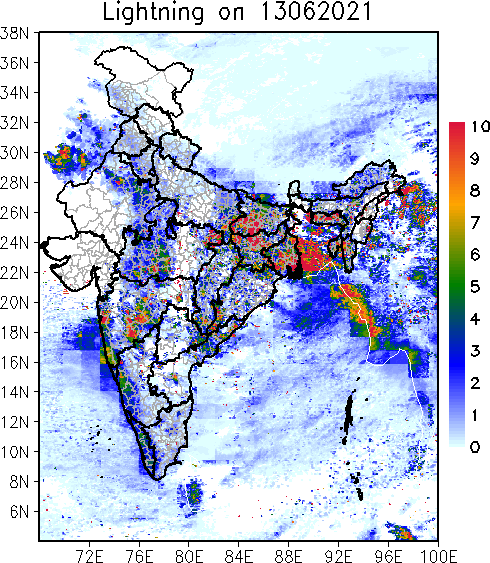 Lightning on 13062021
38N
36N
34N
32N
30N
28N
26N
24N
22N
20N
18N
16N
14N
12N
10N
8N
6N
72E 76E 80E 84E 88E 92E 96E 100E
10
9
8
7
6
5
4
3
2
1
0